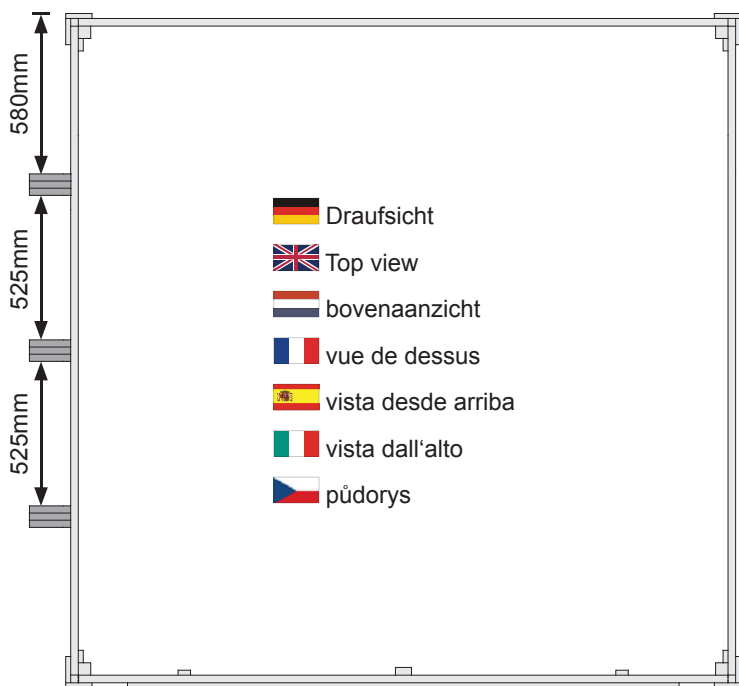 580mm
525mm
525mm
Draufsicht
Top view
bovenaanzicht
vue de dessus
vista desde arriba
vista dall‘alto
půdorys